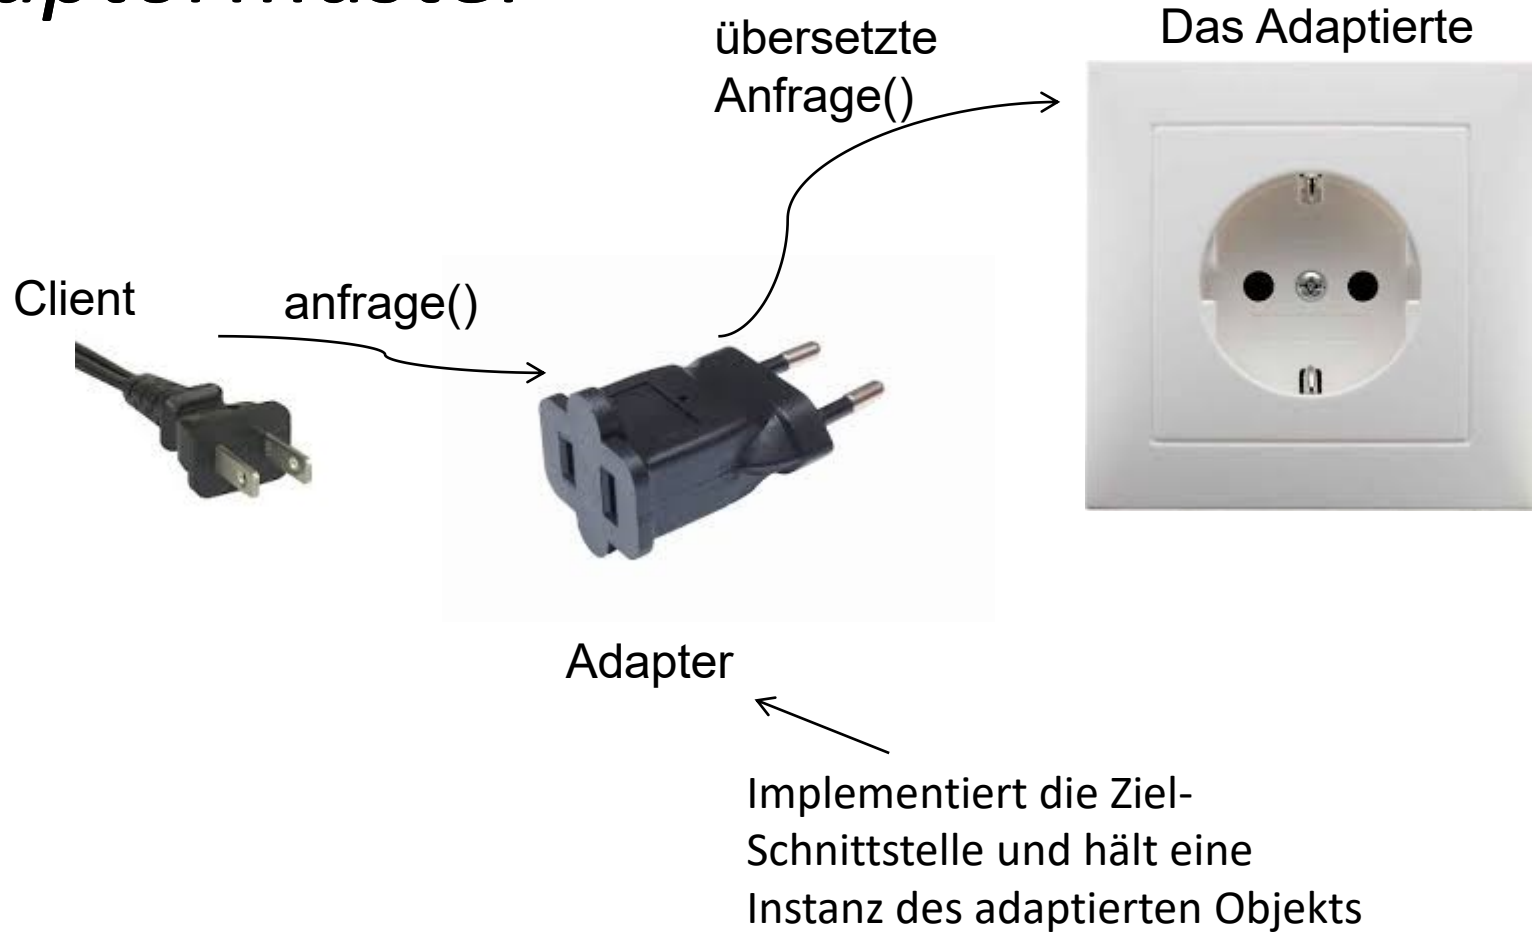 übersetzte
Anfrage()
Das Adaptierte
Client
anfrage()
Adapter
Implementiert die Ziel-
Schnittstelle und hält eine
Instanz des adaptierten Objekts